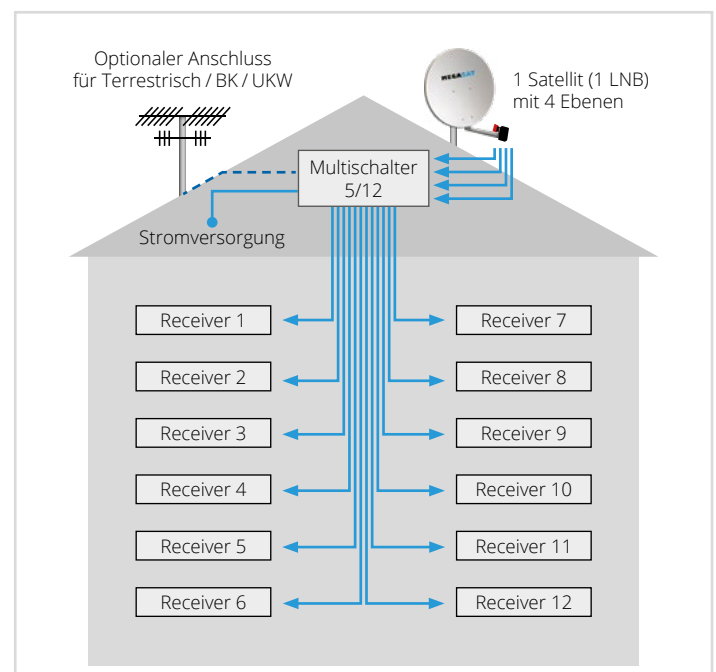 Optionaler Anschluss
für Terrestrisch / BK / UKW
MEGASAT
1 Satellit (1 LNB)
mit 4 Ebenen
Multischalter
5/12
Stromversorgung
Receiver 1
Receiver 7
Receiver 2
Receiver 8
Receiver 3
Receiver 9
Receiver 4
Receiver 10
Receiver 5
Receiver 11
Receiver 6
Receiver 12